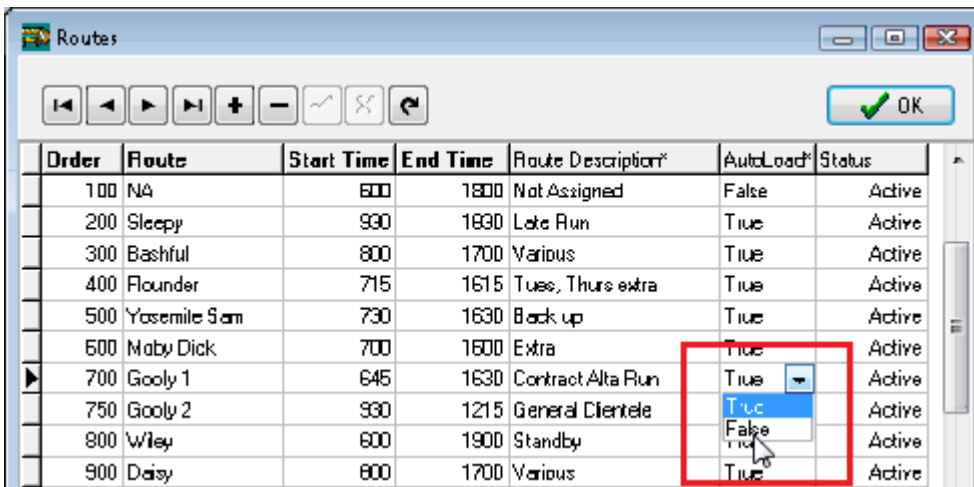 Routes
OK
Order Route Start Time End Time Route Description* AutoLoad* Status
100 NA 600 1800 Not Assigned False Active
200 Sleepy 930 1830 Late Run True Active
300 Bashful 800 1700 Various True Active
400 Flounder 715 1615 Tues, Thurs extra True Active
500 Yosemite Sam 730 1630 Back up True Active
600 Moby Dick 700 1600 Extra True Active
700 Gooly 1 645 1630 Contract Alta Run True Active
750 Gooly 2 930 1215 General Clientele True Active
800 Wiley 600 1900 Standby False Active
900 Daisy 800 1700 Various True Active